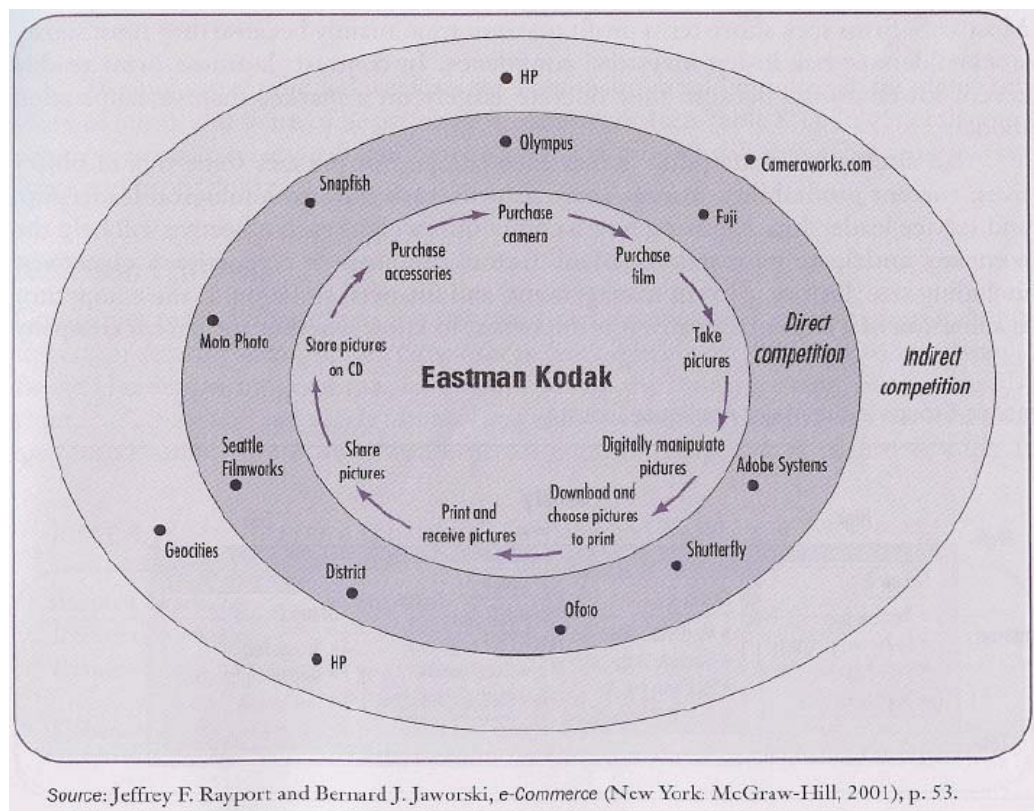 HP
Olympus
Cameraworks.com
Snapfish
Fuji
Purchase
camera
Purchase
accessories
Purchase
film
Moto Photo
Store pictures
on CD
Take
pictures
Direct
competition
Indirect
competition
Eastman Kodak
Seattle
Filmworks
Share
pictures
Digitally manipulate
pictures
Adobe Systems
Download and
choose pictures
to print
Print and
receive pictures
Geocities
Shutterfly
District
Ofoto
HP
Source: Jeffrey F. Rayport and Bernard J. Jaworski, e-Commerce (New York: McGraw-Hill, 2001), p. 53.